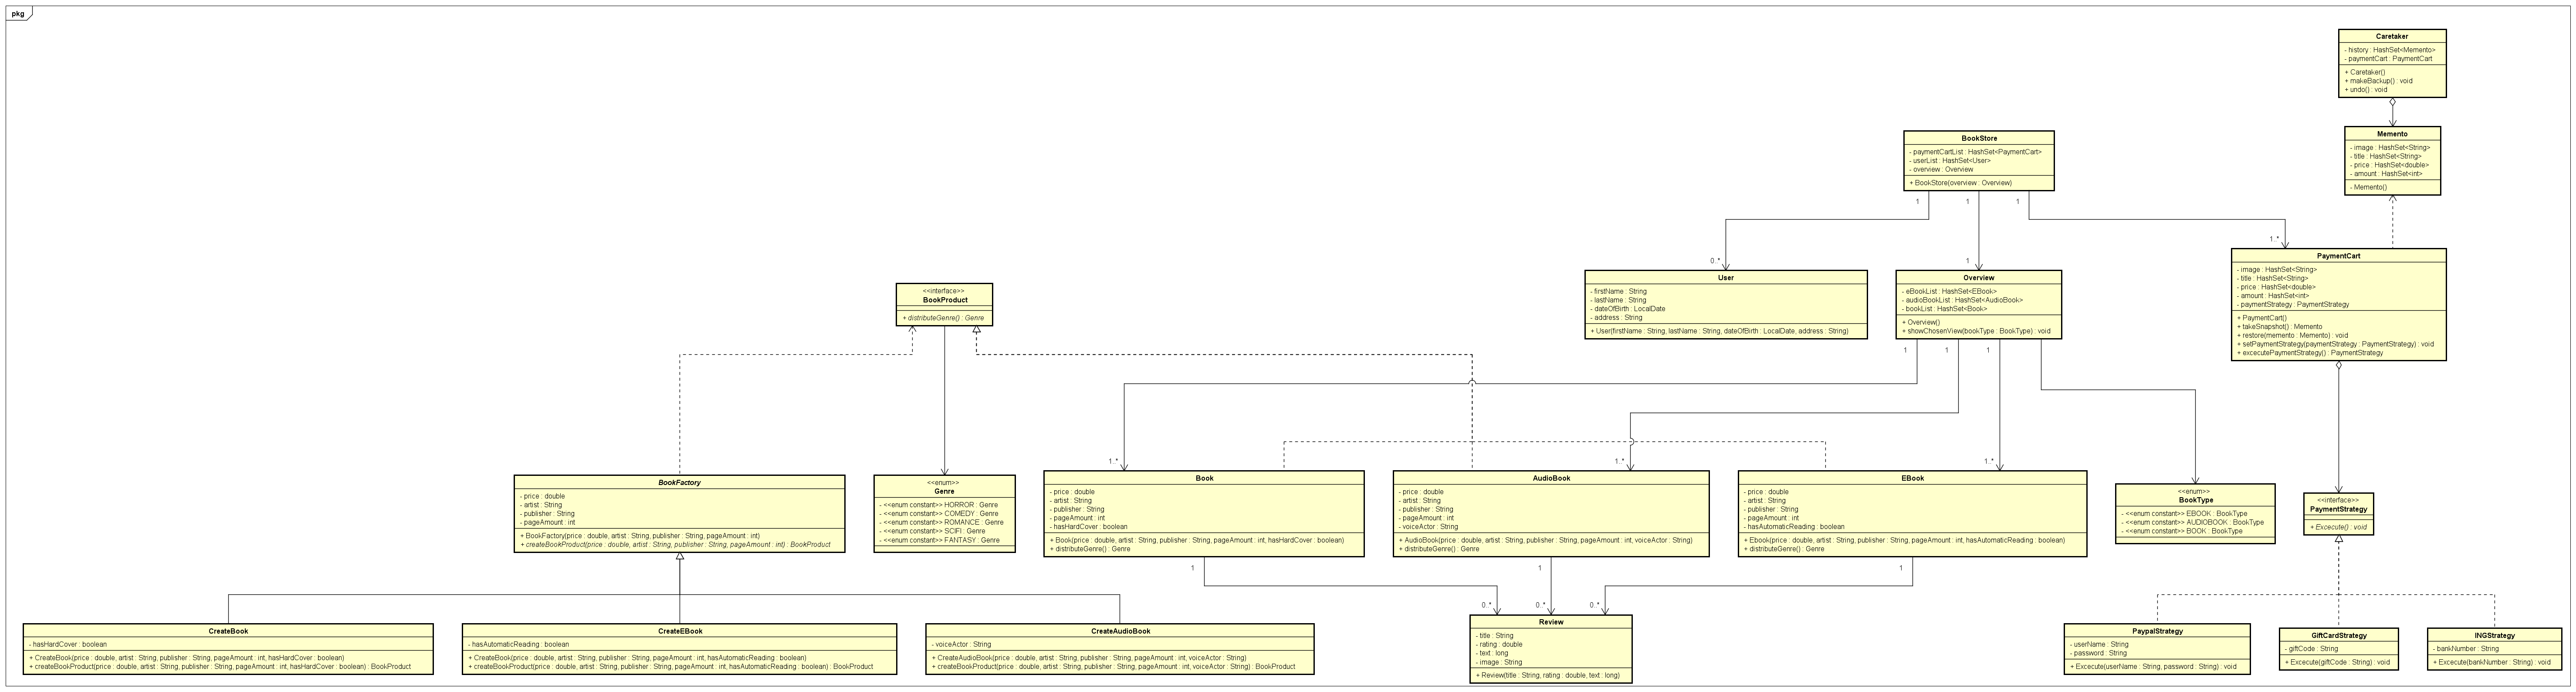 pkg
Caretaker
- history : HashSet<Memento>
- paymentCart : PaymentCart
+ Caretaker()
+ makeBackup() : void
+ undo() : void
Memento
- image : HashSet<String>
- title : HashSet<String>
- price : HashSet<double>
- amount : HashSet<int>
- Memento()
BookStore
- paymentCartList : HashSet<PaymentCart>
- userList : HashSet<User>
- overview : Overview
+ BookStore(overview : Overview)
1
1
1
0..*
1
1..*
User
- firstName : String
- lastName : String
- dateOfBirth : LocalDate
- address : String
+ User(firstName : String, lastName : String, dateOfBirth : LocalDate, address : String)
Overview
- eBookList : HashSet<EBook>
- audioBookList : HashSet<AudioBook>
- bookList : HashSet<Book>
+ Overview()
+ showChosenView(bookType : BookType) : void
PaymentCart
- image : HashSet<String>
- title : HashSet<String>
- price : HashSet<double>
- amount : HashSet<int>
- paymentStrategy : PaymentStrategy
+ PaymentCart()
+ takeSnapshot() : Memento
+ restore(memento : Memento) : void
+ setPaymentStrategy(paymentStrategy : PaymentStrategy) : void
+ excecutePaymentStrategy() : PaymentStrategy
<<interface>>
BookProduct
+ distributeGenre() : Genre
1
1
1
1..*
1..*
1..*
BookFactory
- price : double
- artist : String
- publisher : String
- pageAmount : int
+ BookFactory(price : double, artist : String, publisher : String, pageAmount : int)
+ createBookProduct(price : double, artist : String, publisher : String, pageAmount : int) : BookProduct
<<enum>>
Genre
- <<enum constant>> HORROR : Genre
- <<enum constant>> COMEDY : Genre
- <<enum constant>> ROMANCE : Genre
- <<enum constant>> SCIFI : Genre
- <<enum constant>> FANTASY : Genre
Book
- price : double
- artist : String
- publisher : String
- pageAmount : int
- hasHardCover : boolean
+ Book(price : double, artist : String, publisher : String, pageAmount : int, hasHardCover : boolean)
+ distributeGenre() : Genre
AudioBook
- price : double
- artist : String
- publisher : String
- pageAmount : int
- voiceActor : String
+ AudioBook(price : double, artist : String, publisher : String, pageAmount : int, voiceActor : String)
+ distributeGenre() : Genre
EBook
- price : double
- artist : String
- publisher : String
- pageAmount : int
- hasAutomaticReading : boolean
+ Ebook(price : double, artist : String, publisher : String, pageAmount : int, hasAutomaticReading : boolean)
+ distributeGenre() : Genre
<<enum>>
BookType
- <<enum constant>> EBOOK : BookType
- <<enum constant>> AUDIOBOOK : BookType
- <<enum constant>> BOOK : BookType
<<interface>>
PaymentStrategy
+ Excecute() : void
1
1
1
0..*
0..*
0..*
CreateBook
- hasHardCover : boolean
+ CreateBook(price : double, artist : String, publisher : String, pageAmount : int, hasHardCover : boolean)
+ createBookProduct(price : double, artist : String, publisher : String, pageAmount : int, hasHardCover : boolean) : BookProduct
CreateEBook
- hasAutomaticReading : boolean
+ CreateBook(price : double, artist : String, publisher : String, pageAmount : int, hasAutomaticReading : boolean)
+ createBookProduct(price : double, artist : String, publisher : String, pageAmount : int, hasAutomaticReading : boolean) : BookProduct
CreateAudioBook
- voiceActor : String
+ CreateAudioBook(price : double, artist : String, publisher : String, pageAmount : int, voiceActor : String)
+ createBookProduct(price : double, artist : String, publisher : String, pageAmount : int, voiceActor : String) : BookProduct
Review
- title : String
- rating : double
- text : long
- image : String
+ Review(title : String, rating : double, text : long)
PaypalStrategy
- userName : String
- password : String
+ Excecute(userName : String, password : String) : void
GiftCardStrategy
- giftCode : String
+ Excecute(giftCode : String) : void
INGStrategy
- bankNumber : String
+ Excecute(bankNumber : String) : void